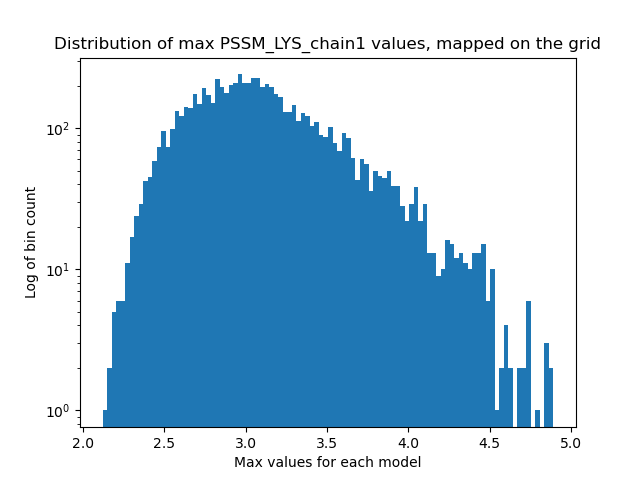 Distribution of max PSSM_LYS_chain1 values, mapped on the grid
Log of bin count
10²
10¹
10⁰
2.0 2.5 3.0 3.5 4.0 4.5 5.0
Max values for each model